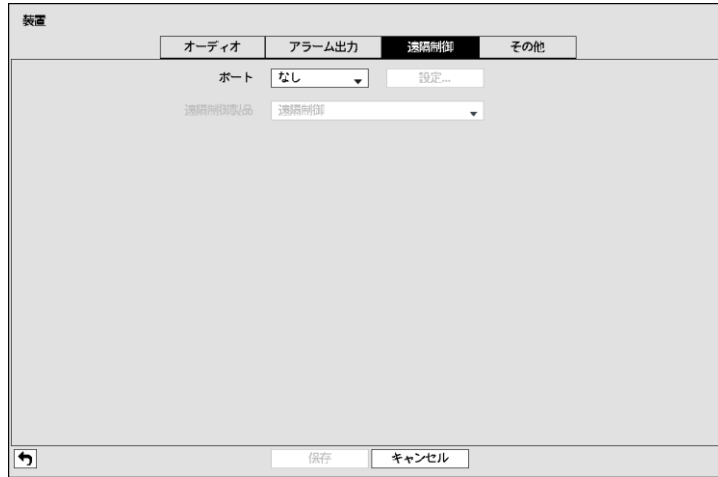 装置
オーディオ アラーム出力 遠隔制御 その他
ポート なし 設定...
遠隔制御製品 遠隔制御
保存 キャンセル